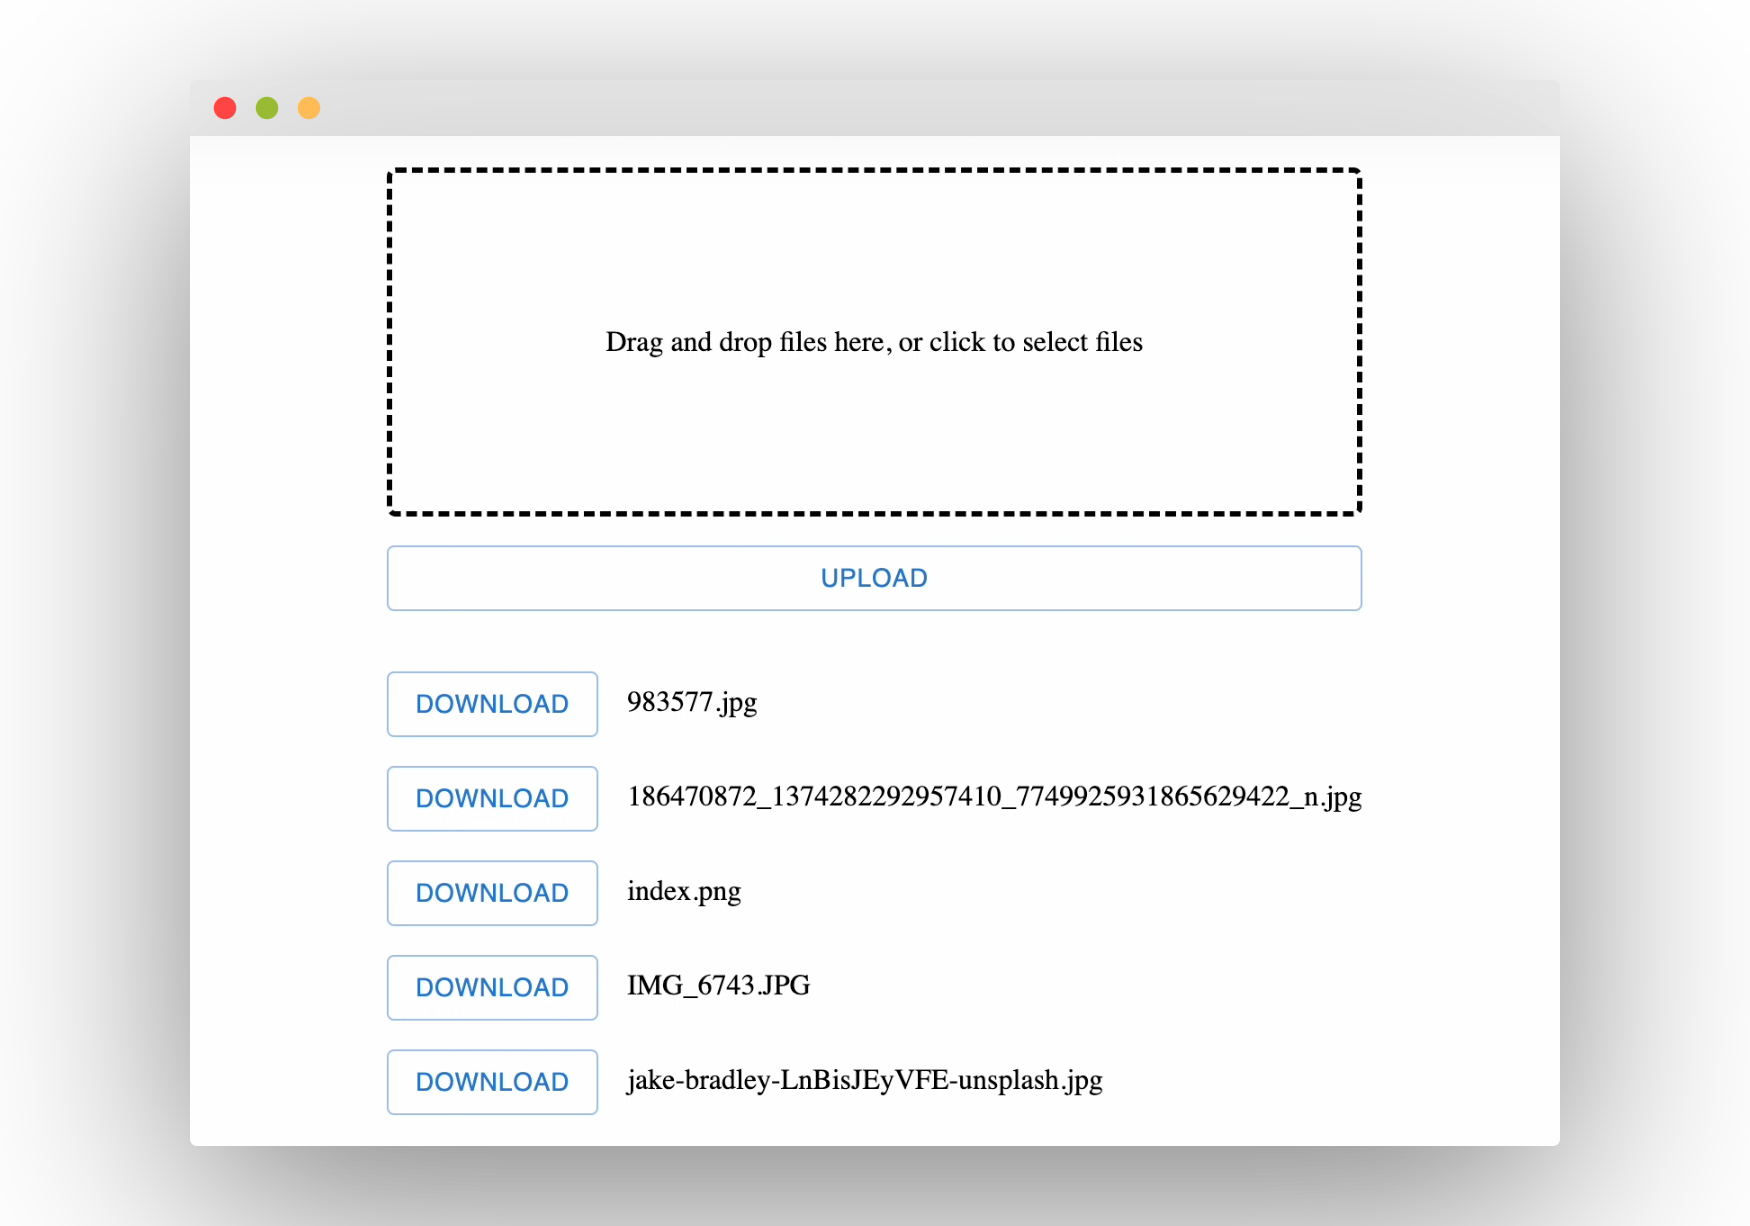 Drag and drop files here, or click to select files
UPLOAD
DOWNLOAD 983577.jpg
DOWNLOAD 186470872_1374282292957410_7749925931865629422_n.jpg
DOWNLOAD index.png
DOWNLOAD IMG_6743.JPG
DOWNLOAD jake-bradley-LnBisJEyVFE-unsplash.jpg